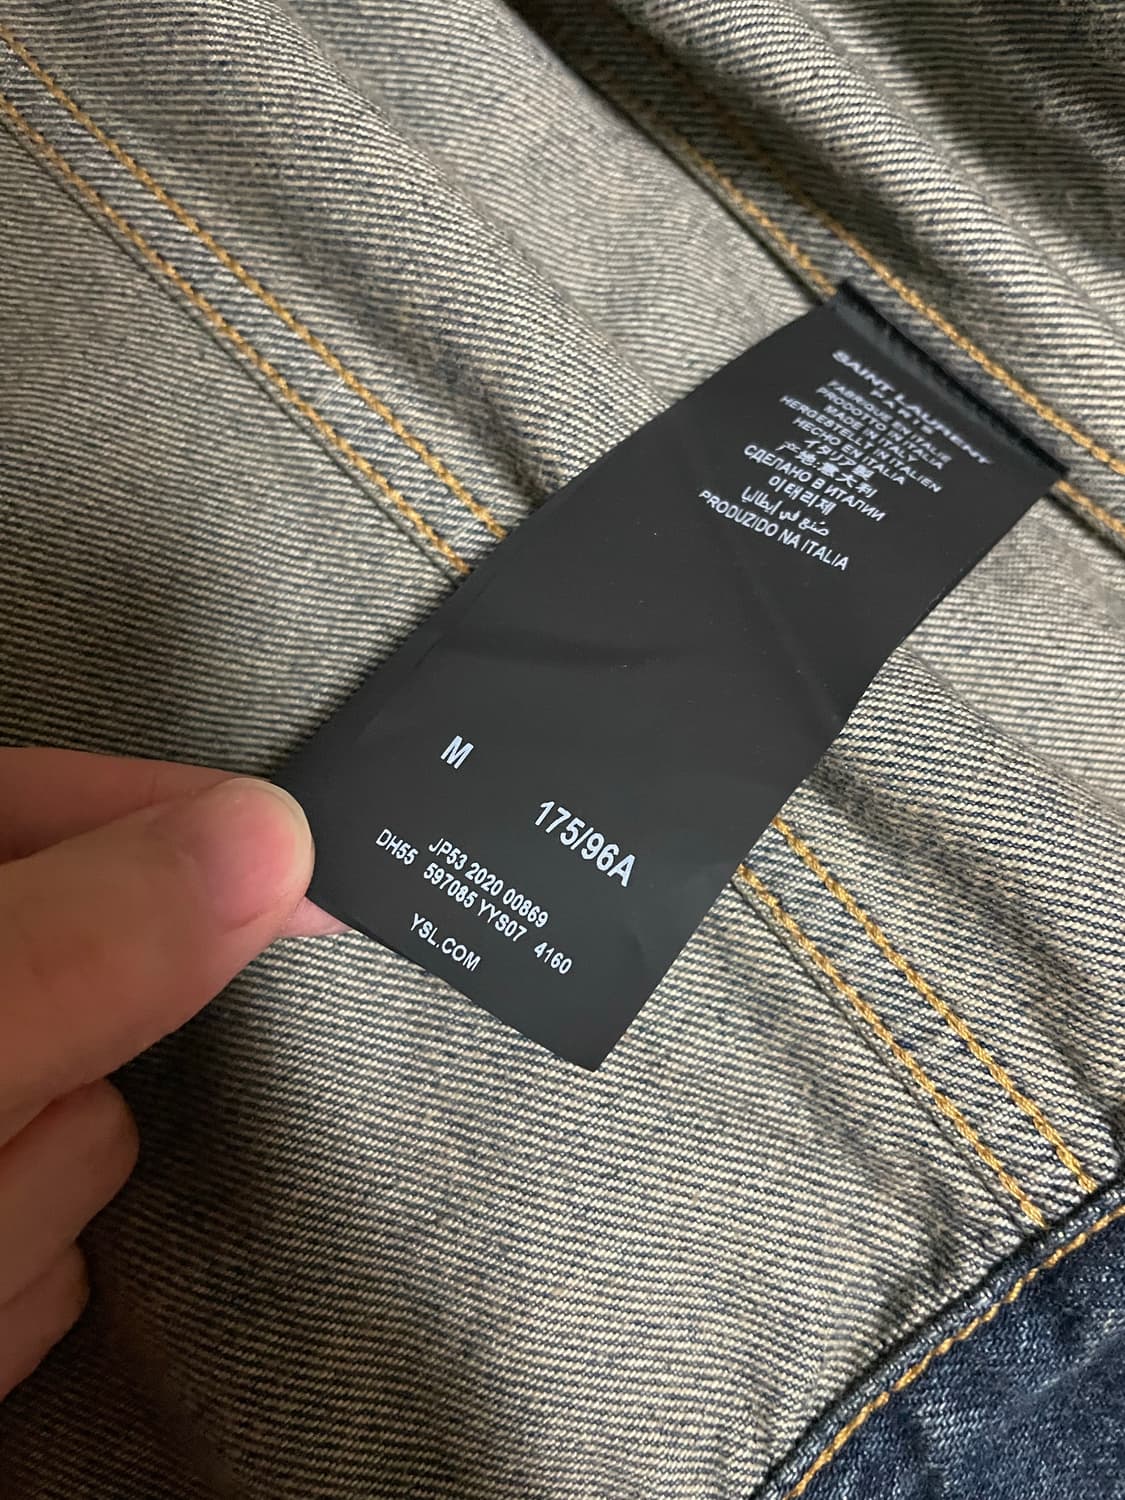 SAINT LAURENT
PARIS
FABRIQUÉ EN ITALIE
PRODOTTO IN ITALIA
MADE IN ITALY
HERGESTELLT IN ITALIEN
HECHO EN ITALIA
イタリア製
产地:意大利
СДЕЛАНО В ИТАЛИИ
이태리제
صنع في إيطاليا
PRODUZIDO NA ITALIA
M
175/96A
JP53 2020 00869
DH55 597085 YYS07 4160
YSL.COM